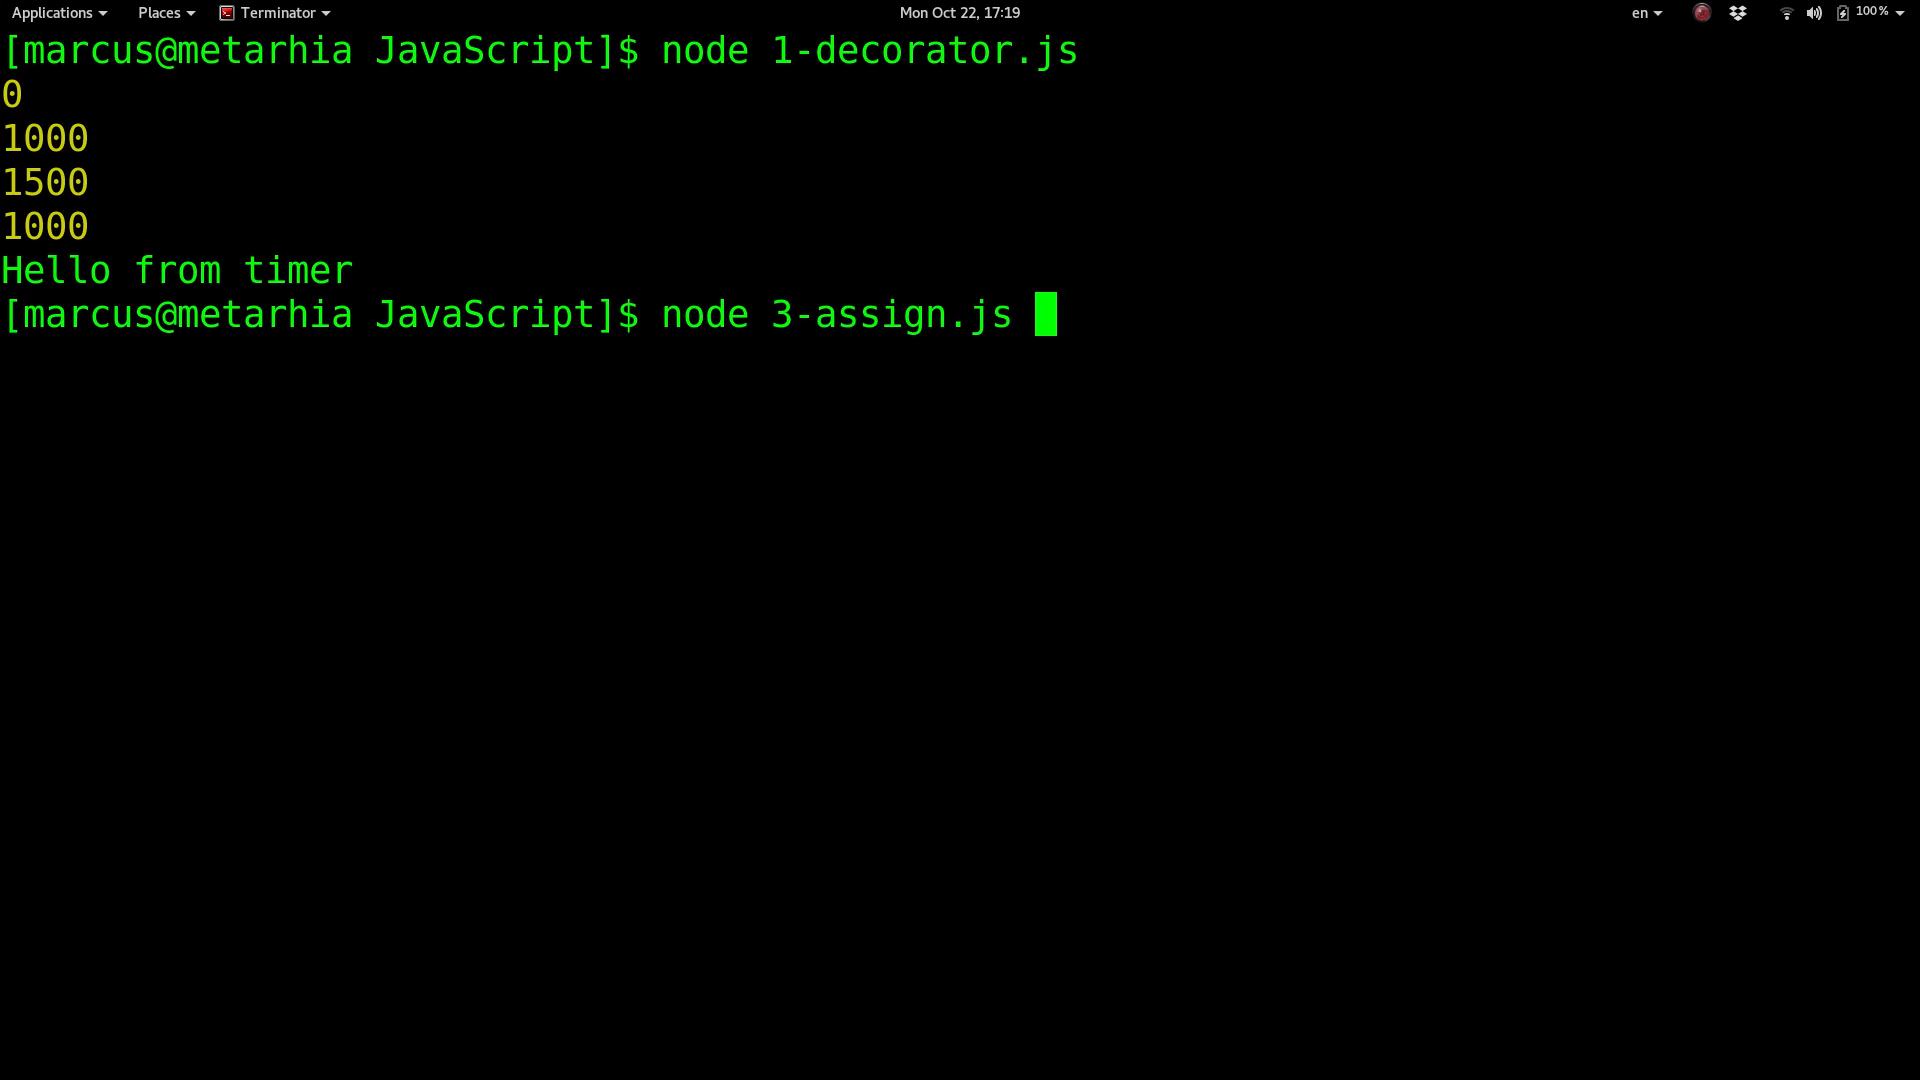 Applications Places Terminator Mon Oct 22, 17:19 en 100 %
[marcus@metarhia JavaScript]$ node 1-decorator.js
0
1000
1500
1000
Hello from timer
[marcus@metarhia JavaScript]$ node 3-assign.js